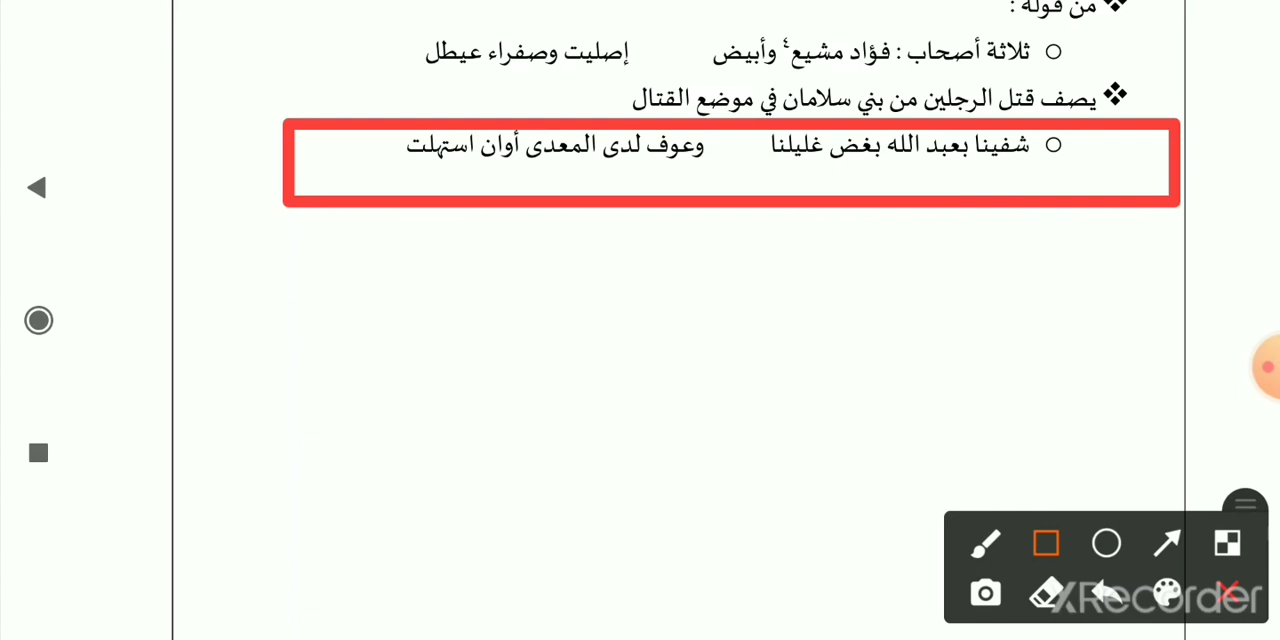 ❖ من قوله :
○ ثلاثة أصحاب : فؤاد مشيع٤ وأبيض إصليت وصفراء عيطل
❖ يصف قتل الرجلين من بني سلامان في موضع القتال
○ شفينا بعبد الله بغض غليلنا وعوف لدى المعدى أوان استهلت
XRecorder